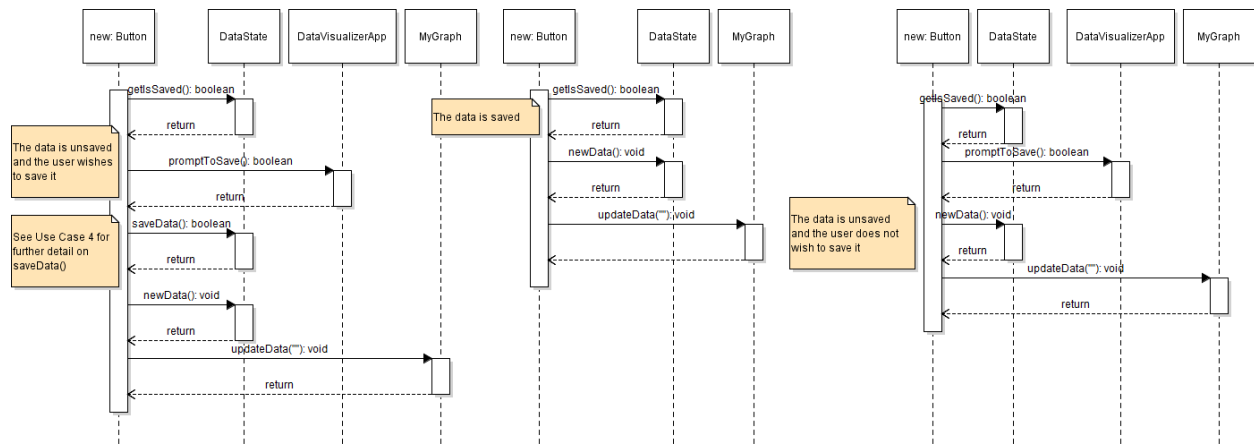 new: Button
DataState
DataVisualizerApp
MyGraph
getIsSaved(): boolean
return
The data is unsaved
and the user wishes
to save it
promptToSave(): boolean
return
See Use Case 4 for
further detail on
saveData()
saveData(): boolean
return
newData(): void
return
updateData(""): void
return
new: Button
DataState
MyGraph
The data is saved
getIsSaved(): boolean
return
newData(): void
return
updateData(""): void
new: Button
DataState
DataVisualizerApp
MyGraph
getIsSaved(): boolean
return
promptToSave(): boolean
return
The data is unsaved
and the user does not
wish to save it
newData(): void
return
updateData(""): void
return